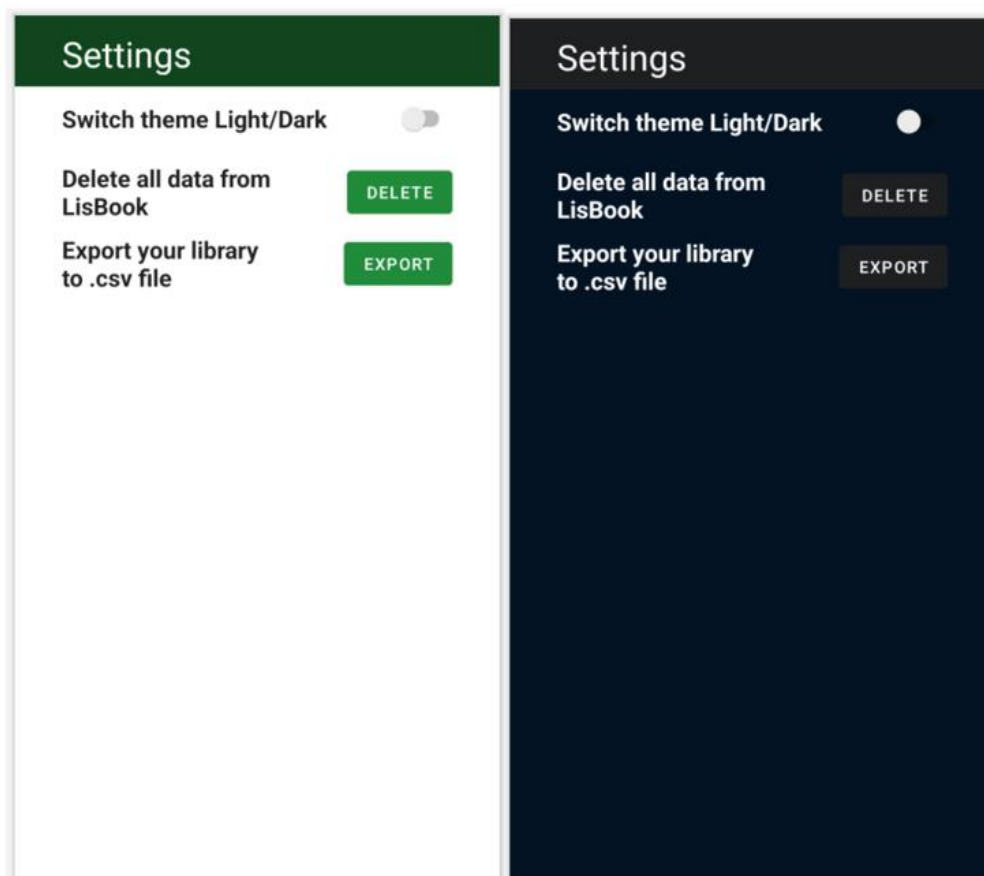 Settings
Switch theme Light/Dark
Delete all data from
LisBook
DELETE
Export your library
to .csv file
EXPORT
Settings
Switch theme Light/Dark
Delete all data from
LisBook
DELETE
Export your library
to .csv file
EXPORT